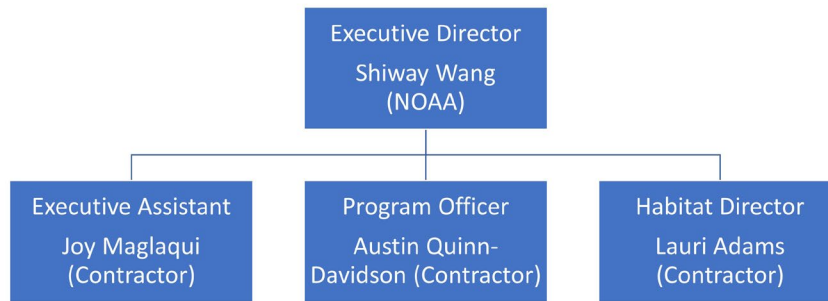 Executive Director
Shiway Wang
(NOAA)
Executive Assistant
Joy Maglaqui
(Contractor)
Program Officer
Austin Quinn-
Davidson (Contractor)
Habitat Director
Lauri Adams
(Contractor)